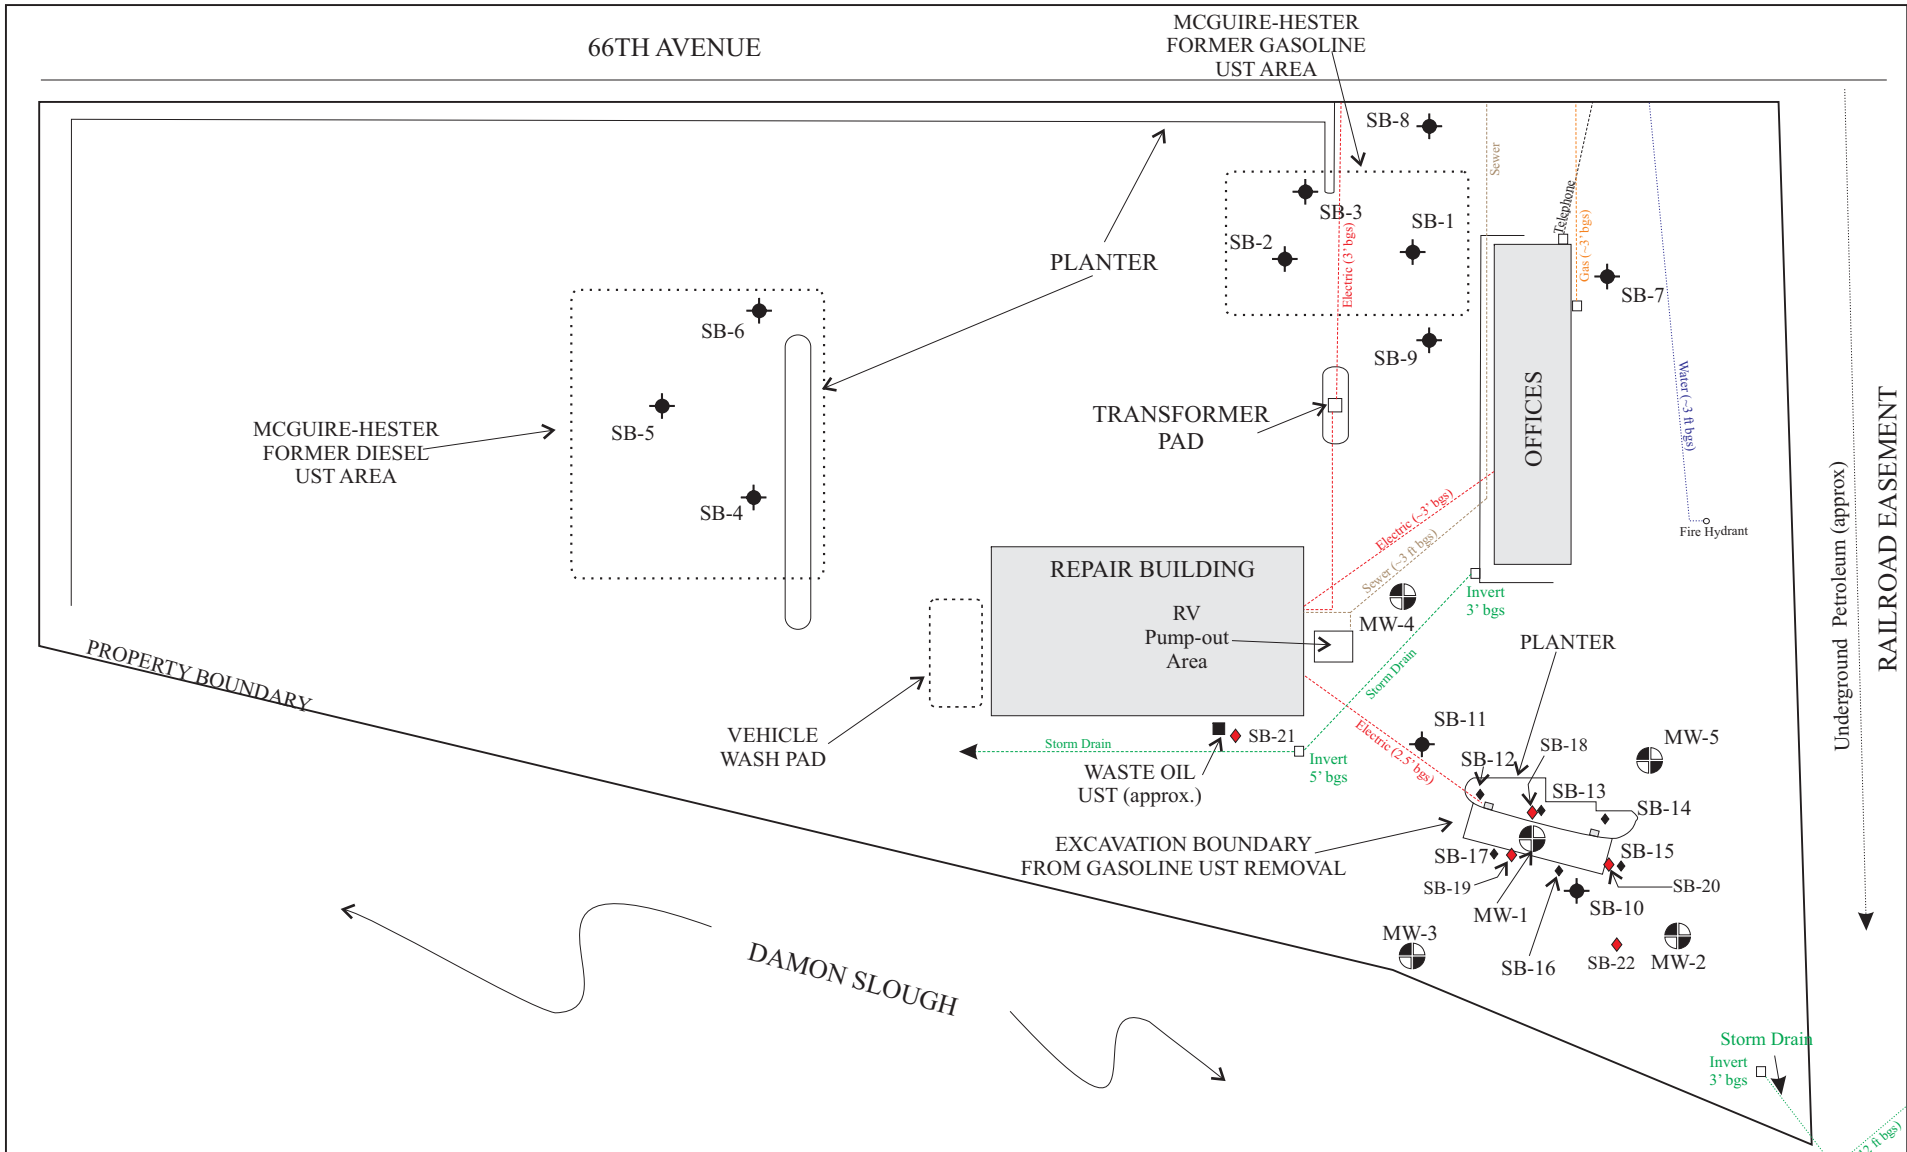 66TH AVENUE
MCGUIRE-HESTER
FORMER GASOLINE
UST AREA
SB-8
Sewer
SB-3
SB-1
SB-2
Telephone
Gas (~3' bgs)
Electric (3' bgs)
PLANTER
SB-7
SB-6
SB-9
OFFICES
Water (~3 ft bgs)
Fire Hydrant
TRANSFORMER
PAD
SB-5
MCGUIRE-HESTER
FORMER DIESEL
UST AREA
SB-4
Underground Petroleum (approx)
RAILROAD EASEMENT
Electric (~3' bgs)
Sewer (~3 ft bgs)
REPAIR BUILDING
RV
Pump-out
Area
MW-4
Invert
3' bgs
PLANTER
PROPERTY BOUNDARY
Storm Drain
VEHICLE
WASH PAD
Storm Drain
SB-21
WASTE OIL
UST (approx.)
Invert
5' bgs
Electric (2.5' bgs)
SB-11
SB-12
SB-18
MW-5
SB-13
SB-14
EXCAVATION BOUNDARY
FROM GASOLINE UST REMOVAL
SB-17
SB-15
SB-19
SB-20
MW-1
SB-10
MW-3
SB-16
SB-22
MW-2
DAMON SLOUGH
Storm Drain
Invert
3' bgs
ft bgs)